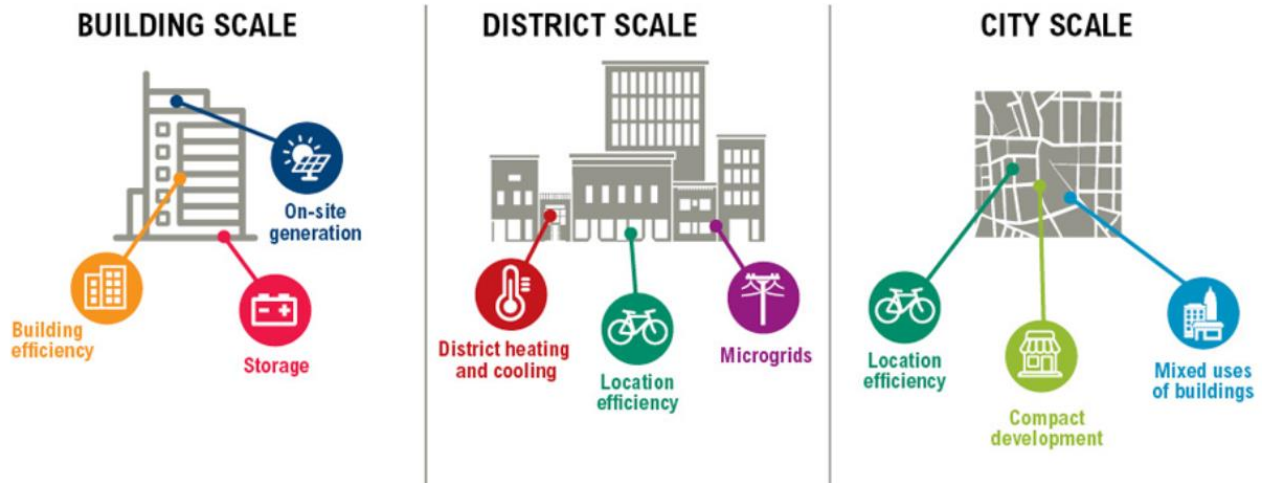 BUILDING SCALE
On-site
generation
Building
efficiency
Storage
DISTRICT SCALE
District heating
and cooling
Location
efficiency
Microgrids
CITY SCALE
Location
efficiency
Compact
development
Mixed uses
of buildings